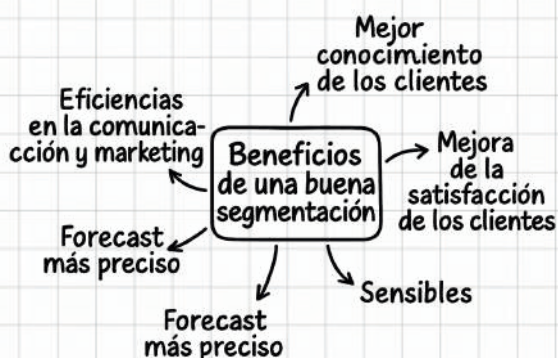 Mejor
conocimiento
de los clientes
Eficiencias
en la comunica-
cción y marketing
Beneficios
de una buena
segmentación
Mejora
de la
satisfacción
de los clientes
Forecast
más preciso
Sensibles
Forecast
más preciso